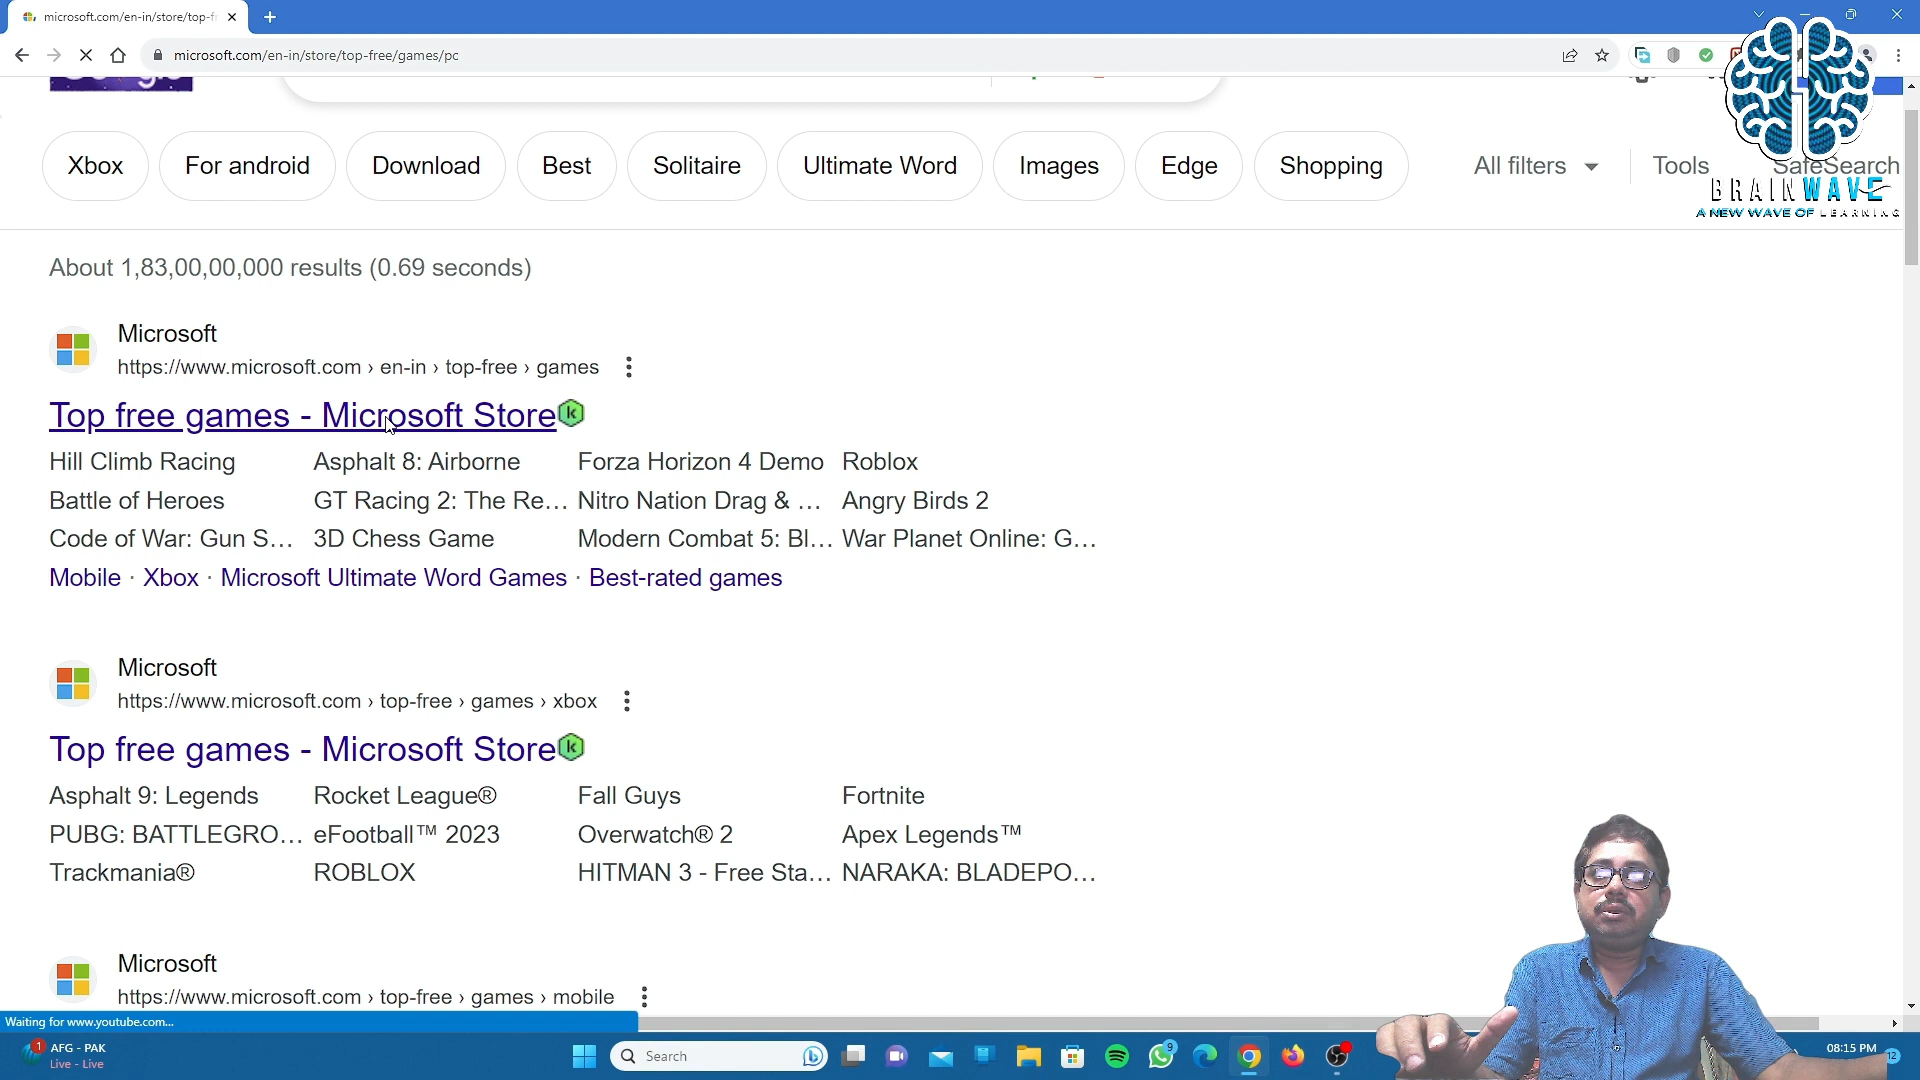 microsoft.com/en-in/store/top-f
microsoft.com/en-in/store/top-free/games/pc
Xbox
For android
Download
Best
Solitaire
Ultimate Word
Images
Edge
Shopping
All filters
Tools
SafeSearch
BRAINWAVE
A NEW WAVE OF LEARNING
About 1,83,00,00,000 results (0.69 seconds)
Microsoft
https://www.microsoft.com › en-in › top-free › games
Top free games - Microsoft Store
Hill Climb Racing Asphalt 8: Airborne Forza Horizon 4 Demo Roblox
Battle of Heroes GT Racing 2: The Re... Nitro Nation Drag & ... Angry Birds 2
Code of War: Gun S... 3D Chess Game Modern Combat 5: Bl... War Planet Online: G...
Mobile · Xbox · Microsoft Ultimate Word Games · Best-rated games
Microsoft
https://www.microsoft.com › top-free › games › xbox
Top free games - Microsoft Store
Asphalt 9: Legends Rocket League® Fall Guys Fortnite
PUBG: BATTLEGRO... eFootball™ 2023 Overwatch® 2 Apex Legends™
Trackmania® ROBLOX HITMAN 3 - Free Sta... NARAKA: BLADEPO...
Microsoft
https://www.microsoft.com › top-free › games › mobile
Waiting for www.youtube.com...
1
AFG - PAK
Live - Live
Search
9
08:15 PM
12